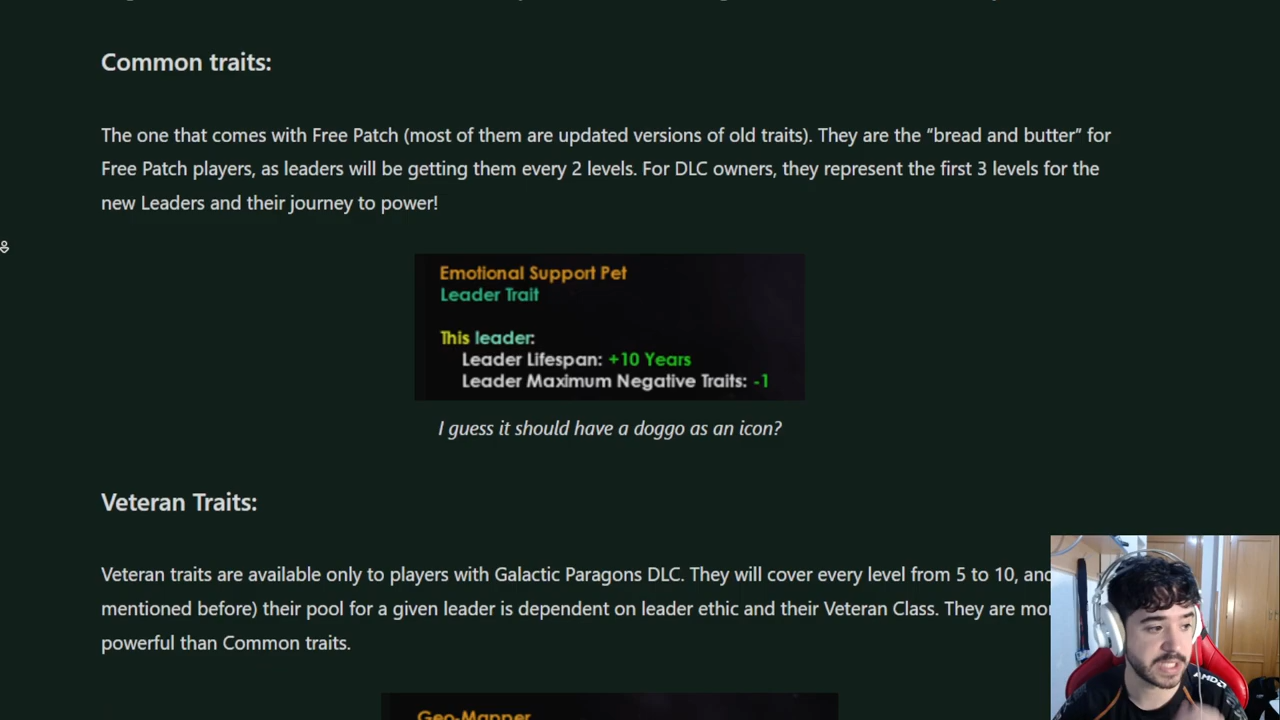 Common traits:
The one that comes with Free Patch (most of them are updated versions of old traits). They are the “bread and butter” for
Free Patch players, as leaders will be getting them every 2 levels. For DLC owners, they represent the first 3 levels for the
new Leaders and their journey to power!
Emotional Support Pet
Leader Trait
This leader:
Leader Lifespan: +10 Years
Leader Maximum Negative Traits: -1
I guess it should have a doggo as an icon?
Veteran Traits:
Veteran traits are available only to players with Galactic Paragons DLC. They will cover every level from 5 to 10, and
mentioned before) their pool for a given leader is dependent on leader ethic and their Veteran Class. They are
powerful than Common traits.
Geo-Mapper
AMD